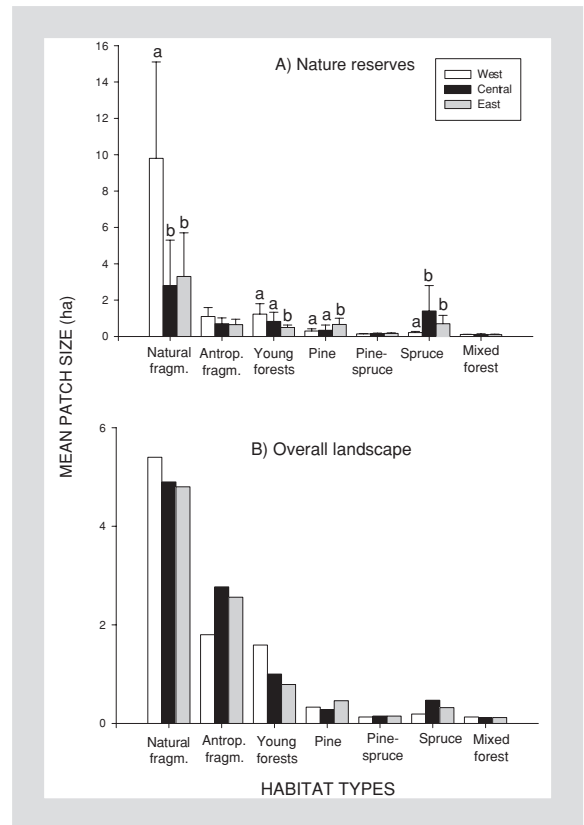 A) Nature reserves
West
Central
East
16
14
12
10
8
6
4
2
0
a
b b
a
a
b
a a
b
a
b
b
Natural Antrop. Young Pine Pine- Spruce Mixed
fragm. fragm. forests spruce forest
MEAN PATCH SIZE (ha)
B) Overall landscape
6
4
2
0
Natural Antrop. Young Pine Pine- Spruce Mixed
fragm. fragm. forests spruce forest
HABITAT TYPES